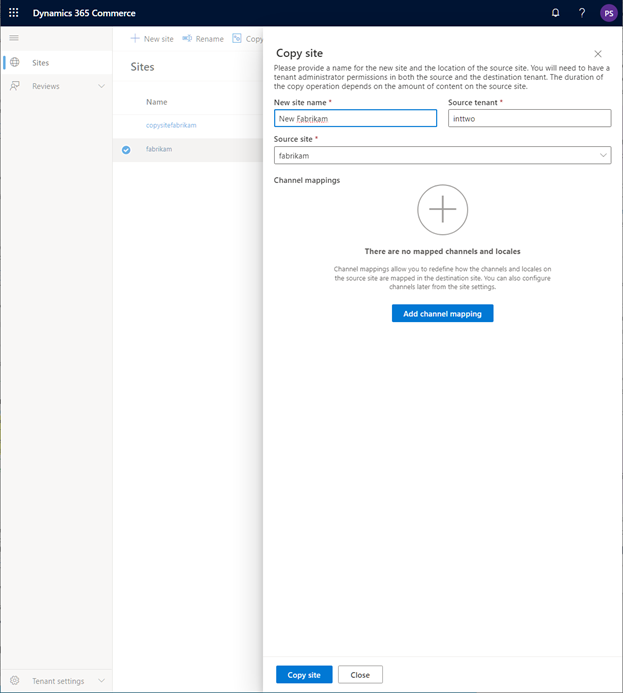 Dynamics 365 Commerce
?
PS
New site
Rename
Copy
Sites
Reviews
Sites
Name
copysitefabrikam
fabrikam
Copy site
Please provide a name for the new site and the location of the source site. You will need to have a
tenant administrator permissions in both the source and the destination tenant. The duration of
the copy operation depends on the amount of content on the source site.
New site name *
Source tenant *
New Fabrikam
inttwo
Source site *
fabrikam
Channel mappings
There are no mapped channels and locales
Channel mappings allow you to redefine how the channels and locales on
the source site are mapped in the destination site. You can also configure
channels later from the site settings.
Add channel mapping
Tenant settings
Copy site
Close